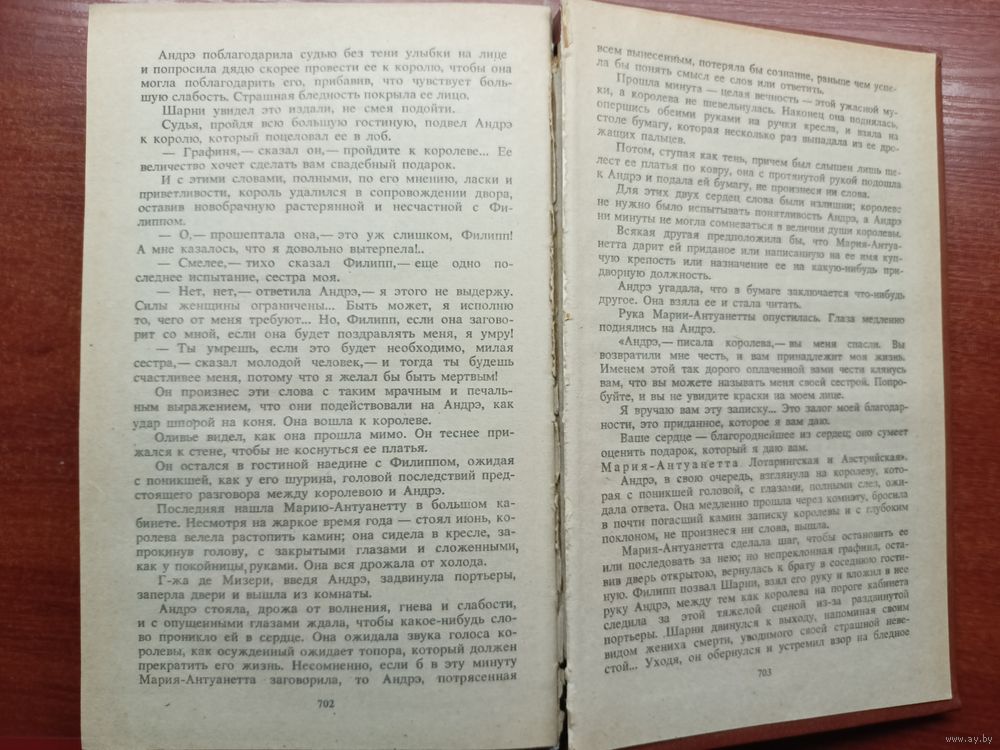 Андрэ поблагодарила судью без тени улыбки на лице
и попросила дядю скорее провести ее к королю, чтобы она
могла поблагодарить его, прибавив, что чувствует боль-
шую слабость. Страшная бледность покрыла ее лицо.
Шарни увидел это издали, не смея подойти.
Судья, пройдя всю большую гостиную, подвел Андрэ
к королю, который поцеловал ее в лоб.
— Графиня,— сказал он,— пройдите к королеве... Ее
величество хочет сделать вам свадебный подарок.
И с этими словами, полными, по его мнению, ласки и
приветливости, король удалился в сопровождении двора,
оставив новобрачную растерянной и несчастной с Фи-
липпом.
— О,— прошептала она,— это уж слишком, Филипп!
А мне казалось, что я довольно вытерпела!..
— Смелее,— тихо сказал Филипп,— еще одно по-
следнее испытание, сестра моя.
— Нет, нет,— ответила Андрэ,— я этого не выдержу.
Силы женщины ограничены... Быть может, я исполню
то, чего от меня требуют... Но, Филипп, если она загово-
рит со мной, если она будет поздравлять меня, я умру!
— Ты умрешь, если это будет необходимо, милая
сестра,— сказал молодой человек,— и тогда ты будешь
счастливее меня, потому что я желал бы быть мертвым!
Он произнес эти слова с таким мрачным и печаль-
ным выражением, что они подействовали на Андрэ, как
удар шпорой на коня. Она вошла к королеве.
Оливье видел, как она прошла мимо. Он теснее при-
жался к стене, чтобы не коснуться ее платья.
Он остался в гостиной наедине с Филиппом, ожидая
с поникшей, как у его шурина, головой последствий пред-
стоящего разговора между королевою и Андрэ.
Последняя нашла Марию-Антуанетту в большом ка-
бинете. Несмотря на жаркое время года — стоял июнь, ко-
ролева велела растопить камин; она сидела в кресле, за-
прокинув голову, с закрытыми глазами и сложенными,
как у покойницы, руками. Она вся дрожала от холода.
Г-жа де Мизери, введя Андрэ, задвинула портьеры,
заперла двери и вышла из комнаты.
Андрэ стояла, дрожа от волнения, гнева и слабости,
и с опущенными глазами ждала, чтобы какое-нибудь сло-
во проникло ей в сердце. Она ожидала звука голоса ко-
ролевы, как осужденный ожидает топора, который должен
прекратить его жизнь. Несомненно, если б в эту минуту
Мария-Антуанетта заговорила, то Андрэ, потрясенная
702
всем вынесенным, потеряла бы сознание, раньше чем успе-
ла бы понять смысл ее слов или ответить.
Прошла минута — целая вечность — этой ужасной му-
ки, а королева не шевельнулась. Наконец она поднялась,
опершись обеими руками на ручки кресла, и взяла на
столе бумагу, которая несколько раз выпадала из ее дро-
жащих пальцев.
Потом, ступая как тень, причем был слышен лишь ше-
лест ее платья по ковру, она с протянутой рукой подошла
к Андрэ и подала ей бумагу, не произнеся ни слова.
Для этих двух сердец слова были излишни; королеве
не нужно было испытывать понятливость Андрэ, а Андрэ
ни минуты не могла сомневаться в величии души королевы.
Всякая другая предположила бы, что Мария-Антуа-
нетта дарит ей приданое или написанную на ее имя куп-
чую крепость или назначение ее на какую-нибудь при-
дворную должность.
Андрэ угадала, что в бумаге заключается что-нибудь
другое. Она взяла ее и стала читать.
Рука Марии-Антуанетты опустилась. Глаза медленно
поднялись на Андрэ.
«Андрэ,— писала королева,— вы меня спасли. Вы
возвратили мне честь, и вам принадлежит моя жизнь.
Именем этой так дорого оплаченной вами чести клянусь
вам, что вы можете называть меня своей сестрой. Попро-
буйте, и вы не увидите краски на моем лице.
Я вручаю вам эту записку... Это залог моей благодар-
ности, это приданное, которое я вам даю.
Ваше сердце — благороднейшее из сердец; оно сумеет
оценить подарок, который я даю вам.
Мария-Антуанетта Лотарингская и Австрийская».
Андрэ, в свою очередь, взглянула на королеву, кото-
рая с поникшей головой, с глазами, полными слез, ожи-
дала ответа. Она медленно прошла через комнату, бросила
в почти погасший камин записку королевы и с глубоким
поклоном, не произнеся ни слова, вышла.
Мария-Антуанетта сделала шаг, чтобы остановить ее
или последовать за нею; но непреклонная графиня, оста-
вив дверь открытою, вернулась к брату в соседнюю гости-
ную. Филипп позвал Шарни, взял его руку и вложил в нее
руку Андрэ, между тем как королева на пороге кабинета
следила за этой тяжелой сценой из-за раздвинутой
портьеры. Шарни двинулся к выходу, напоминая своим
видом жениха смерти, уводимого своей страшной неве-
стой... Уходя, он обернулся и устремил взор на бледное
703
www.ay.by